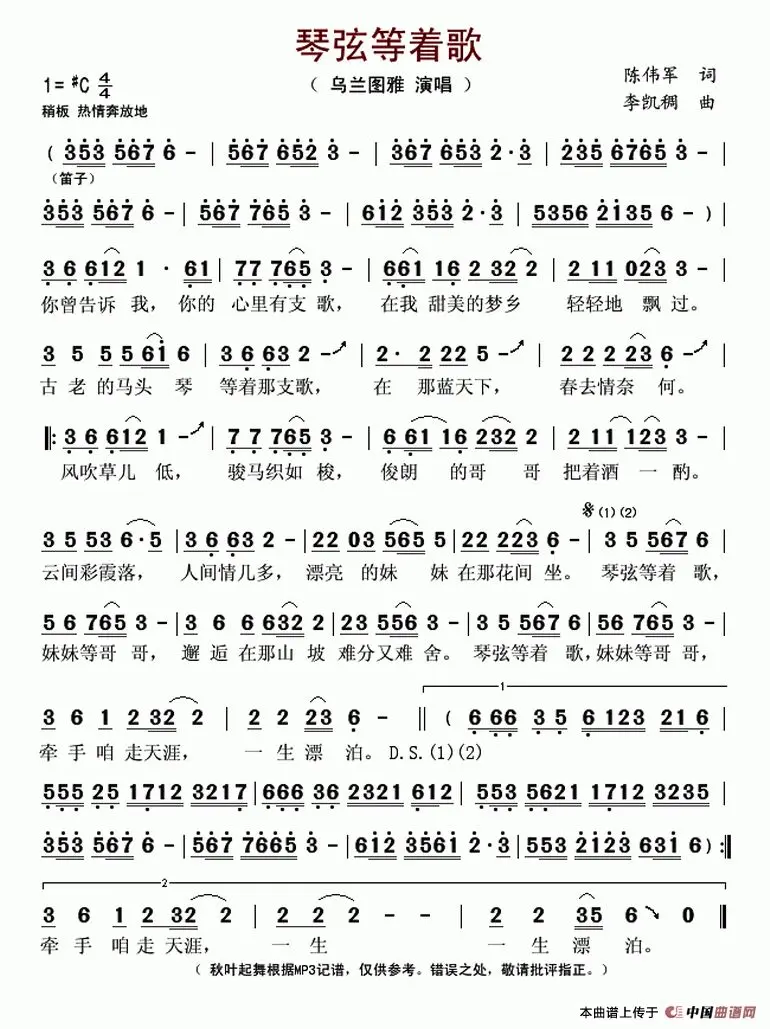 琴弦等着歌
1=♯C 4/4
（ 乌兰图雅 演唱 ）
陈伟军 词
稍板 热情奔放地
李凯稠 曲
( 353 567 6 - | 567 652 3 - | 367 653 2·3 | 235 6765 3 - |
（笛子）
353 567 6 - | 567 765 3 - | 612 353 2·3 | 5356 2135 6 - ) |
3 6 612 1 · 61 | 77 765 3 - | 661 16 232 2 | 2 11 023 3 - |
你曾告诉 我， 你的 心里有支 歌， 在我 甜美的梦乡 轻轻地 飘 过。
3 5 5 561 6 | 3 6 63 2 - | 2· 2 22 5 - | 2 22 2 23 6 - |
古 老 的马头 琴 等着那支歌， 在 那蓝天下， 春去情奈 何。
3 6 612 1 - | 7 7 765 3 - | 6 61 16 232 2 | 2 11 123 3 - |
风吹草儿 低， 骏马织如 梭， 俊朗 的哥 哥 把着酒 一 酌。
(1) (2)
3 5 53 6·5 | 3 6 63 2 - | 22 03 565 5 | 22 223 6 - | 3 5 567 6 |
云间彩霞落， 人间情几多， 漂亮 的妹 妹 在那花间 坐。 琴弦等着 歌，
5 6 765 3 - | 3 6 6 632 2 | 23 556 3 - | 3 5 567 6 | 56 765 3 - |
妹妹等哥 哥， 邂 逅 在那山 坡 难分又难 舍。 琴弦等着 歌，妹妹等哥 哥，
1
3 6 1 2 32 2 | 2 2 23 6 - || ( 6 66 3 5 6 123 21 6 |
牵 手 咱 走天涯， 一 生 漂 泊。 D.S.(1)(2)
555 25 1712 3217 | 666 36 2321 612 | 555 5621 1712 3235 |
353 567 6 - | 567 7665 3 - | 612 3561 2·3 | 553 2123 631 6 ) :||
2
3 6 1 2 32 2 | 2 2 2 - | 2 2 35 6 0 ||
牵 手 咱 走 天涯， 一 生 一 生 漂 泊。
（ 秋叶起舞根据MP3记谱，仅供参考。错误之处，敬请批评指正。）
本曲谱上传于 中国曲谱网